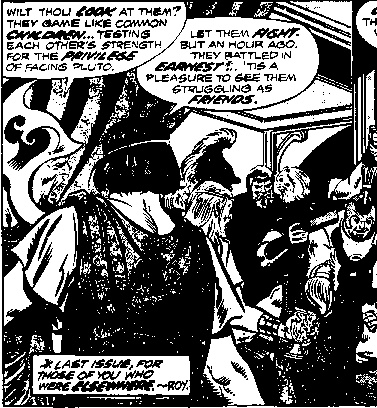 WILT THOU LOOK AT THEM?
THEY GAME LIKE COMMON
CHILDREN... TESTING
EACH OTHER'S STRENGTH
FOR THE PRIVILEGE
OF FACING PLUTO.
LET THEM FIGHT.
BUT AN HOUR AGO,
THEY BATTLED IN
EARNEST*... 'TIS A
PLEASURE TO SEE THEM
STRUGGLING AS
FRIENDS.
* LAST ISSUE, FOR
THOSE OF YOU WHO
WERE ELSEWHERE. ~ROY.